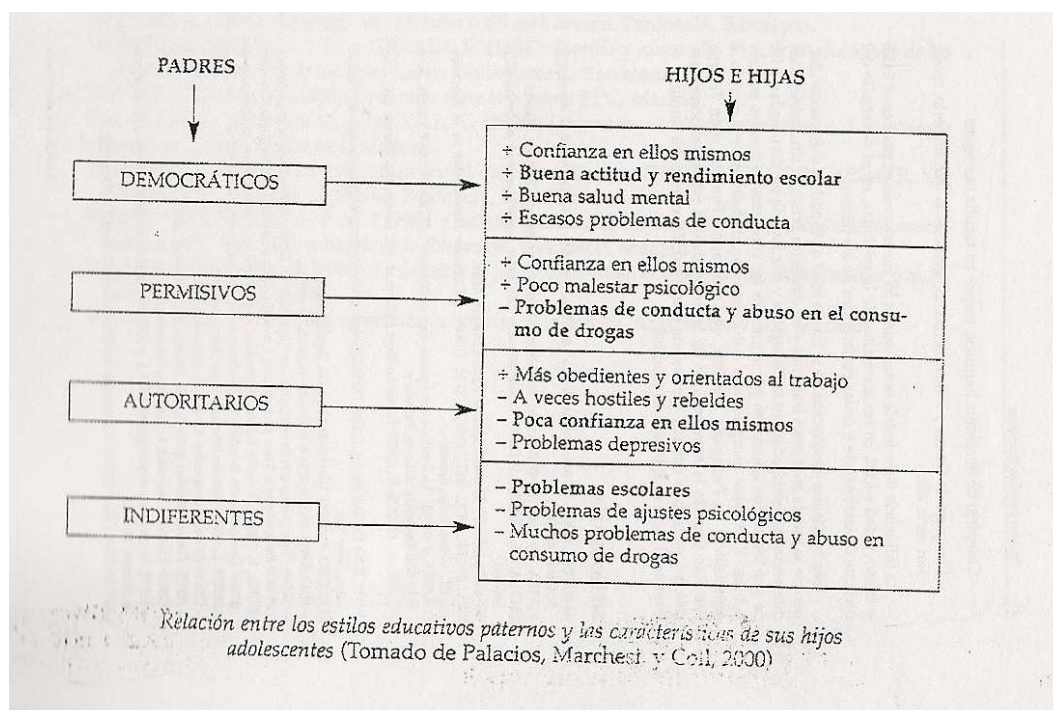 PADRES
HIJOS E HIJAS
DEMOCRÁTICOS
÷ Confianza en ellos mismos
÷ Buena actitud y rendimiento escolar
÷ Buena salud mental
÷ Escasos problemas de conducta
PERMISIVOS
÷ Confianza en ellos mismos
÷ Poco malestar psicológico
– Problemas de conducta y abuso en el consu-
mo de drogas
AUTORITARIOS
÷ Más obedientes y orientados al trabajo
– A veces hostiles y rebeldes
– Poca confianza en ellos mismos
– Problemas depresivos
INDIFERENTES
– Problemas escolares
– Problemas de ajustes psicológicos
– Muchos problemas de conducta y abuso en
consumo de drogas
Relación entre los estilos educativos paternos y las características de sus hijos
adolescentes (Tomado de Palacios, Marchesi y Coll, 2000)